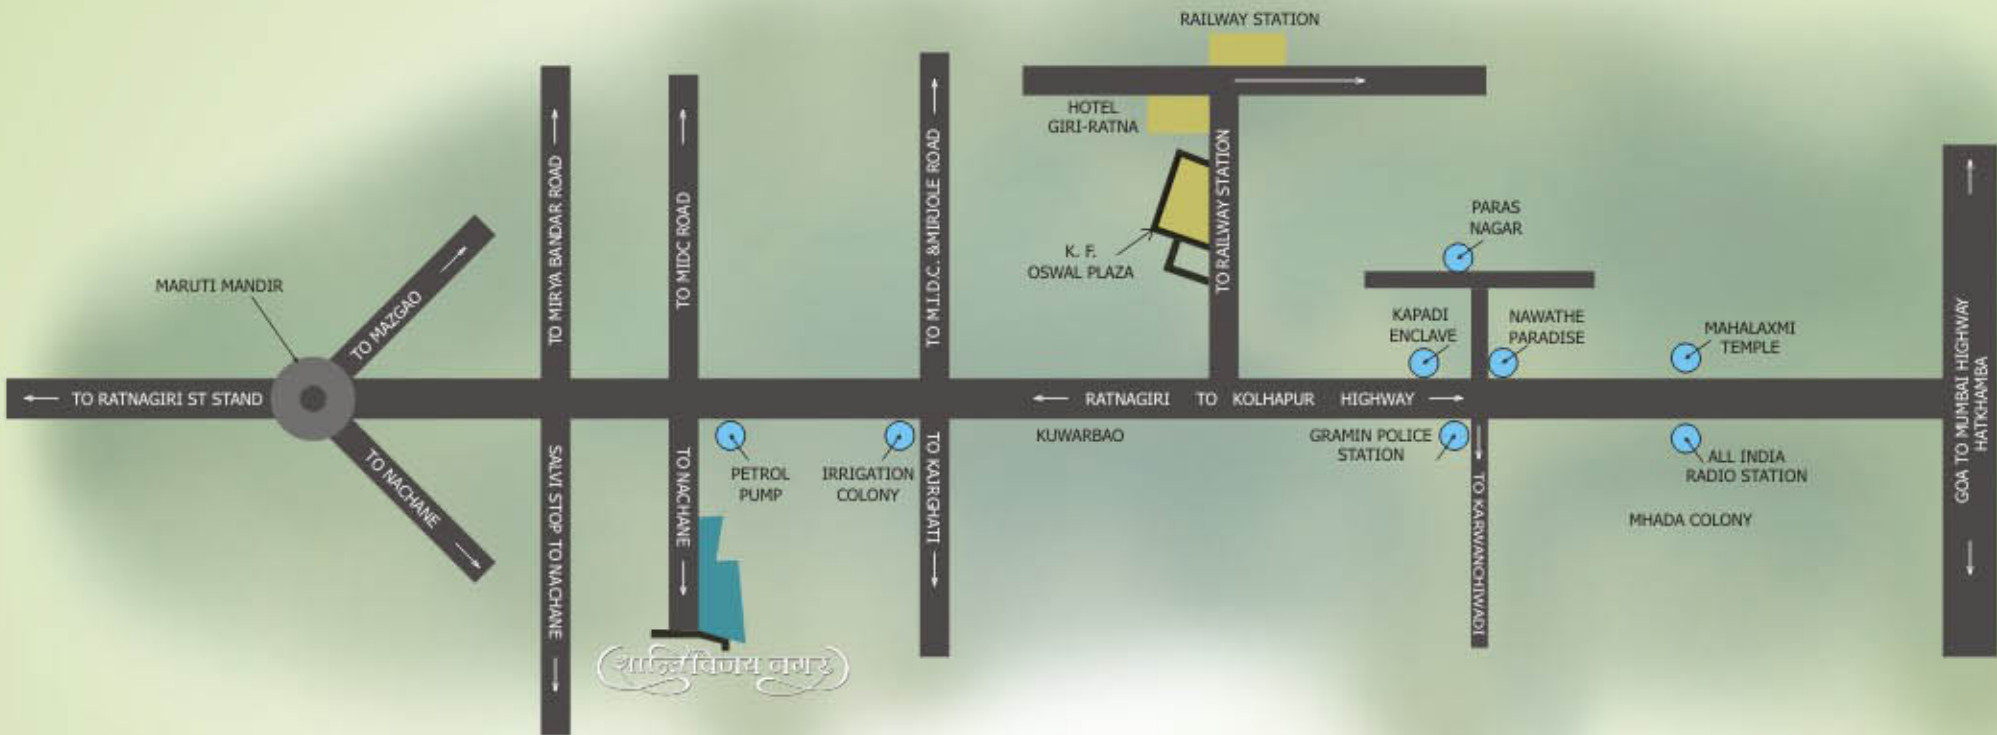 RAILWAY STATION
HOTEL
GIRI-RATNA
TO RAILWAY STATION
K. F.
OSWAL PLAZA
PARAS
NAGAR
MARUTI MANDIR
TO MAZGAO
TO MIRYA BANDAR ROAD
TO MIDC ROAD
TO M.I.D.C. &MIRJOLE ROAD
KAPADI
ENCLAVE
NAWATHE
PARADISE
MAHALAXMI
TEMPLE
TO RATNAGIRI ST STAND
RATNAGIRI TO KOLHAPUR HIGHWAY
GOA TO MUMBAI HIGHWAY
HATKHAMBA
TO NACHANE
SALVI STOP TO NACHANE
TO NACHANE
PETROL
PUMP
IRRIGATION
COLONY
TO KAJRGHATI
KUWARBAO
GRAMIN POLICE
STATION
TO KARWANCHIWADI
ALL INDIA
RADIO STATION
MHADA COLONY
विजय नगर